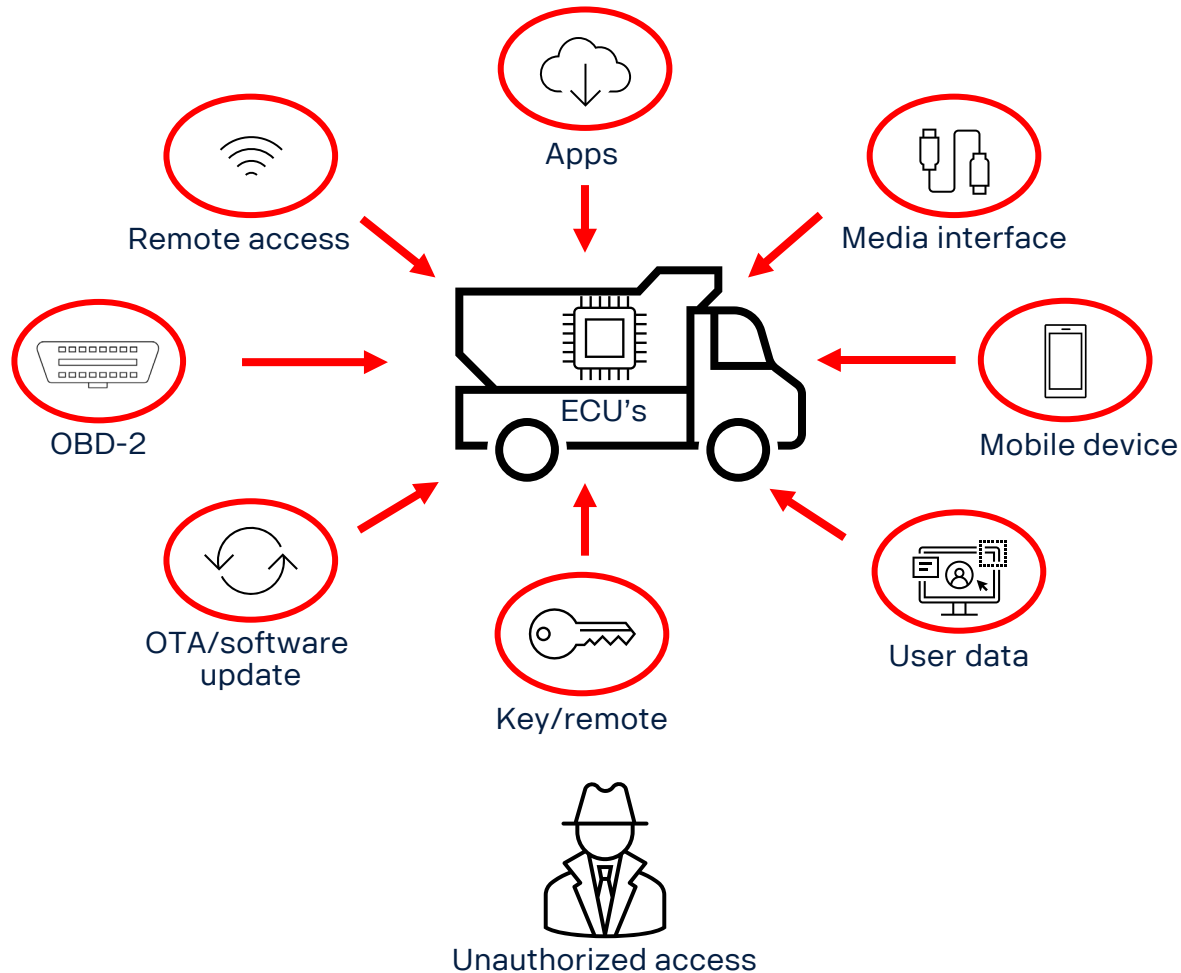 Apps
Remote access
Media interface
OBD-2
ECU's
Mobile device
OTA/software
update
User data
Key/remote
Unauthorized access